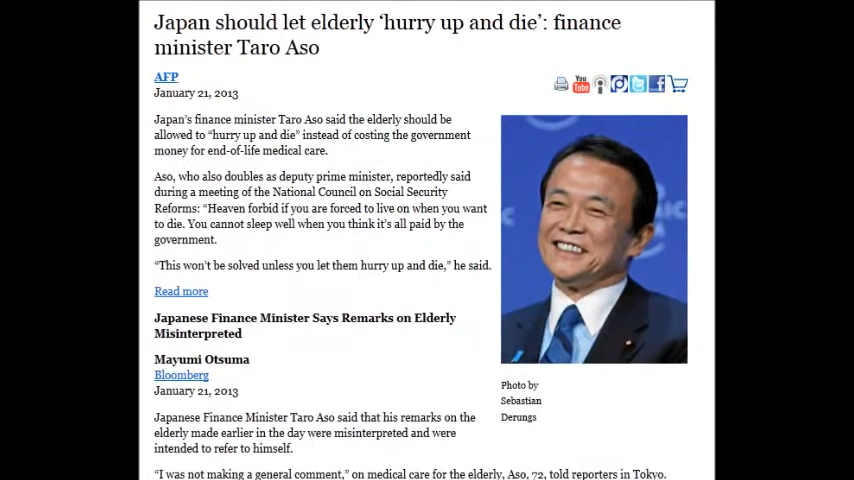 Japan should let elderly ‘hurry up and die’: finance
minister Taro Aso
AFP
January 21, 2013
You
Tube
Japan’s finance minister Taro Aso said the elderly should be
allowed to “hurry up and die” instead of costing the government
money for end-of-life medical care.
Aso, who also doubles as deputy prime minister, reportedly said
during a meeting of the National Council on Social Security
Reforms: “Heaven forbid if you are forced to live on when you want
to die. You cannot sleep well when you think it’s all paid by the
government.
“This won’t be solved unless you let them hurry up and die,” he said.
Read more
Japanese Finance Minister Says Remarks on Elderly
Misinterpreted
Mayumi Otsuma
Bloomberg
January 21, 2013
Japanese Finance Minister Taro Aso said that his remarks on the
elderly made earlier in the day were misinterpreted and were
intended to refer to himself.
“I was not making a general comment,” on medical care for the elderly, Aso, 72, told reporters in Tokyo.
Photo by
Sebastian
Derungs